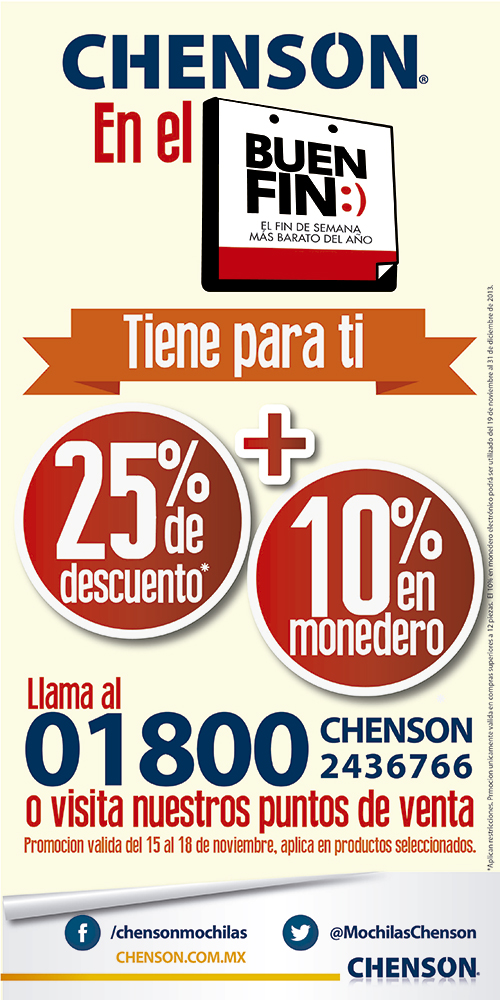 CHENSON®
En el
BUEN
FIN:)
EL FIN DE SEMANA
MÁS BARATO DEL AÑO
Tiene para ti
25%
de
descuento*
+
10%
en
monedero
Llama al
01800 CHENSON
2436766
o visita nuestros puntos de venta
Promocion valida del 15 al 18 de noviembre, aplica en productos seleccionados.
*Aplican restricciones. Prmocion unicamente valida en compras superiores a 12 piezas. El 10% en monedero electrónico podrá ser utilizado del 19 de noviembre al 31 de diciembre de 2013.
f /chensonmochilas
@MochilasChenson
CHENSON.COM.MX
CHENSON®